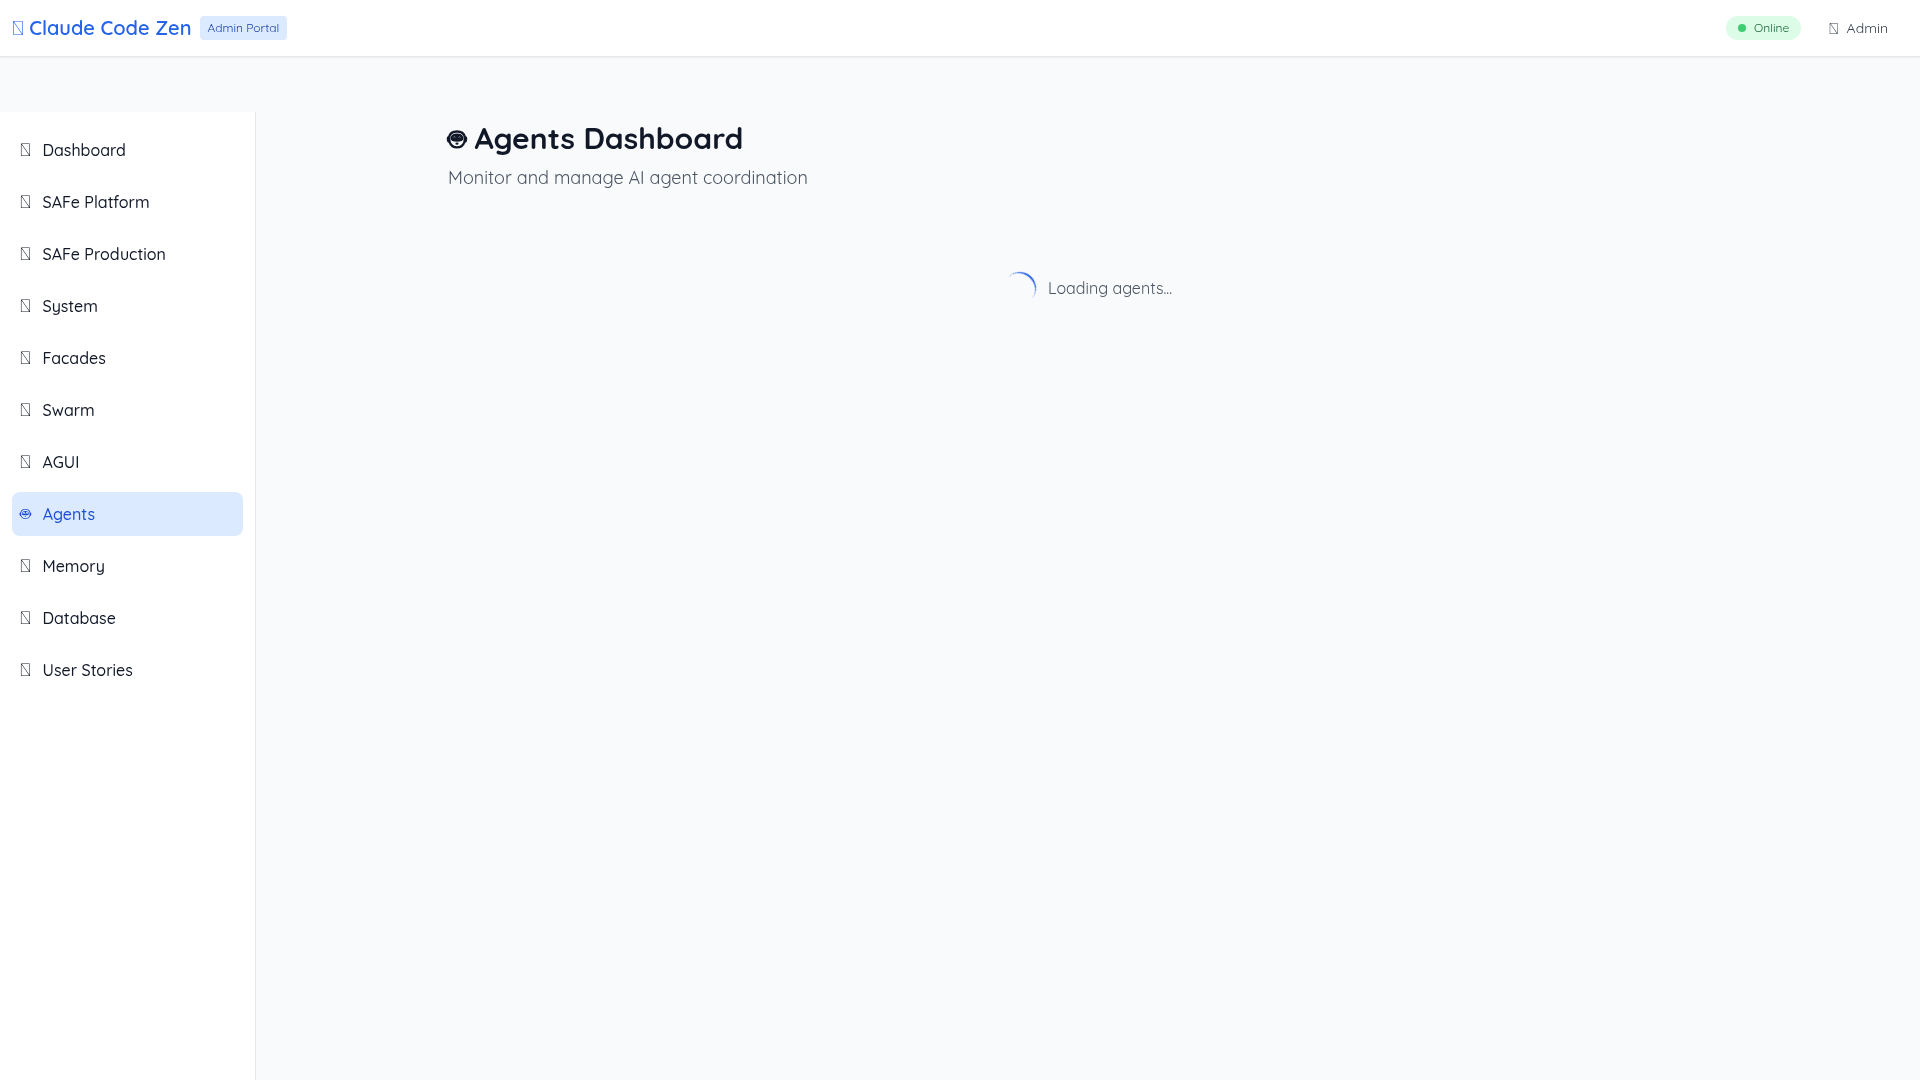 Claude Code Zen
Admin Portal
Online
Admin
Dashboard
SAFe Platform
SAFe Production
System
Facades
Swarm
AGUI
Agents
Memory
Database
User Stories
Agents Dashboard
Monitor and manage AI agent coordination
Loading agents...